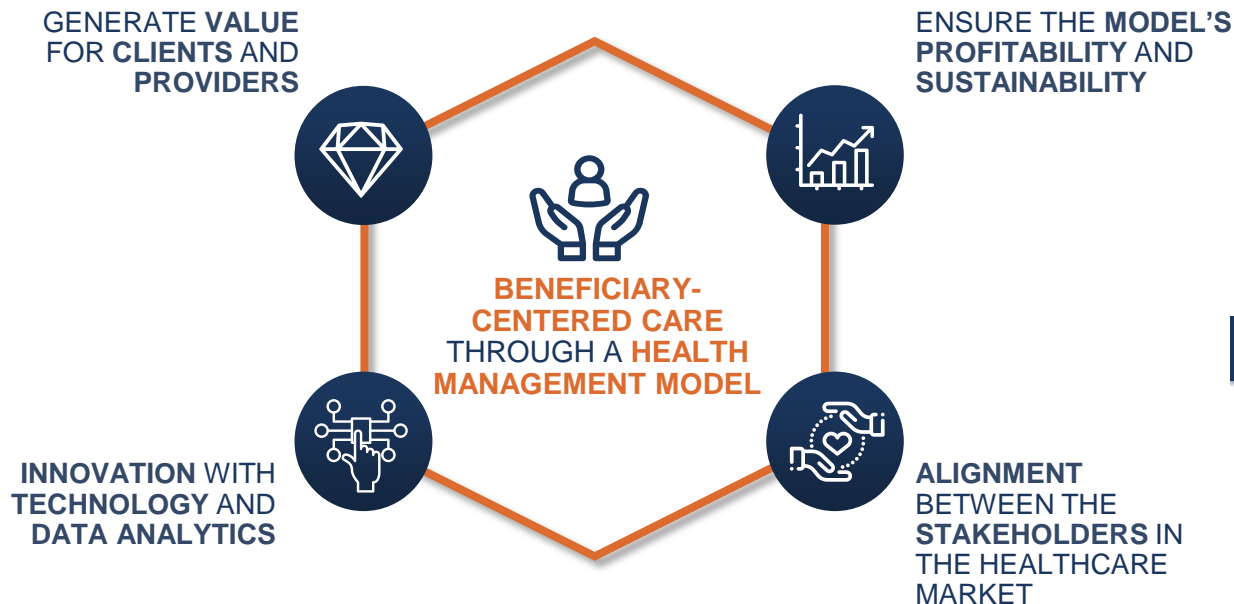 GENERATE VALUE
FOR CLIENTS AND
PROVIDERS
ENSURE THE MODEL'S
PROFITABILITY AND
SUSTAINABILITY
BENEFICIARY-
CENTERED CARE
THROUGH A HEALTH
MANAGEMENT MODEL
INNOVATION WITH
TECHNOLOGY AND
DATA ANALYTICS
ALIGNMENT
BETWEEN THE
STAKEHOLDERS IN
THE HEALTHCARE
MARKET